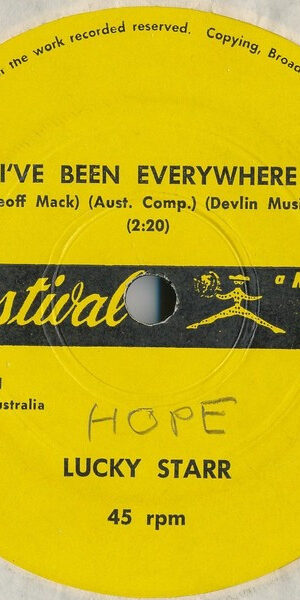 the work recorded reserved. Copying, Broad
I'VE BEEN EVERYWHERE
eoff Mack) (Aust. Comp.) (Devlin Musi
(2:20)
stival
a
ustralia
HOPE
LUCKY STARR
45 rpm